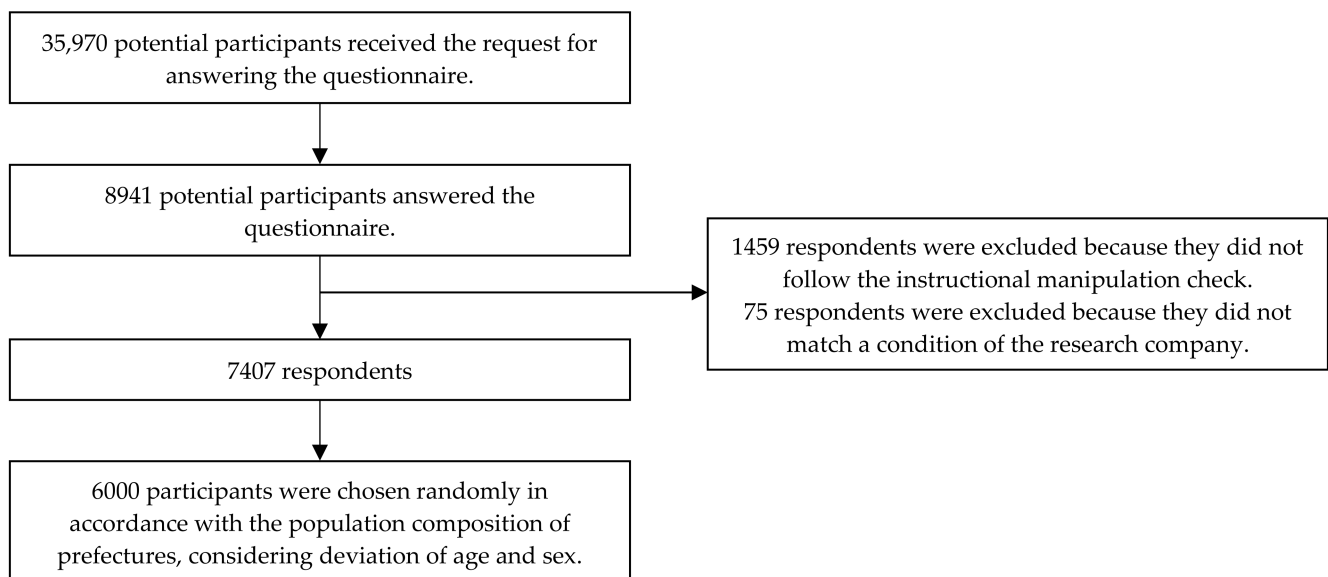 35,970 potential participants received the request for
answering the questionnaire.
8941 potential participants answered the
questionnaire.
1459 respondents were excluded because they did not
follow the instructional manipulation check.
75 respondents were excluded because they did not
match a condition of the research company.
7407 respondents
6000 participants were chosen randomly in
accordance with the population composition of
prefectures, considering deviation of age and sex.